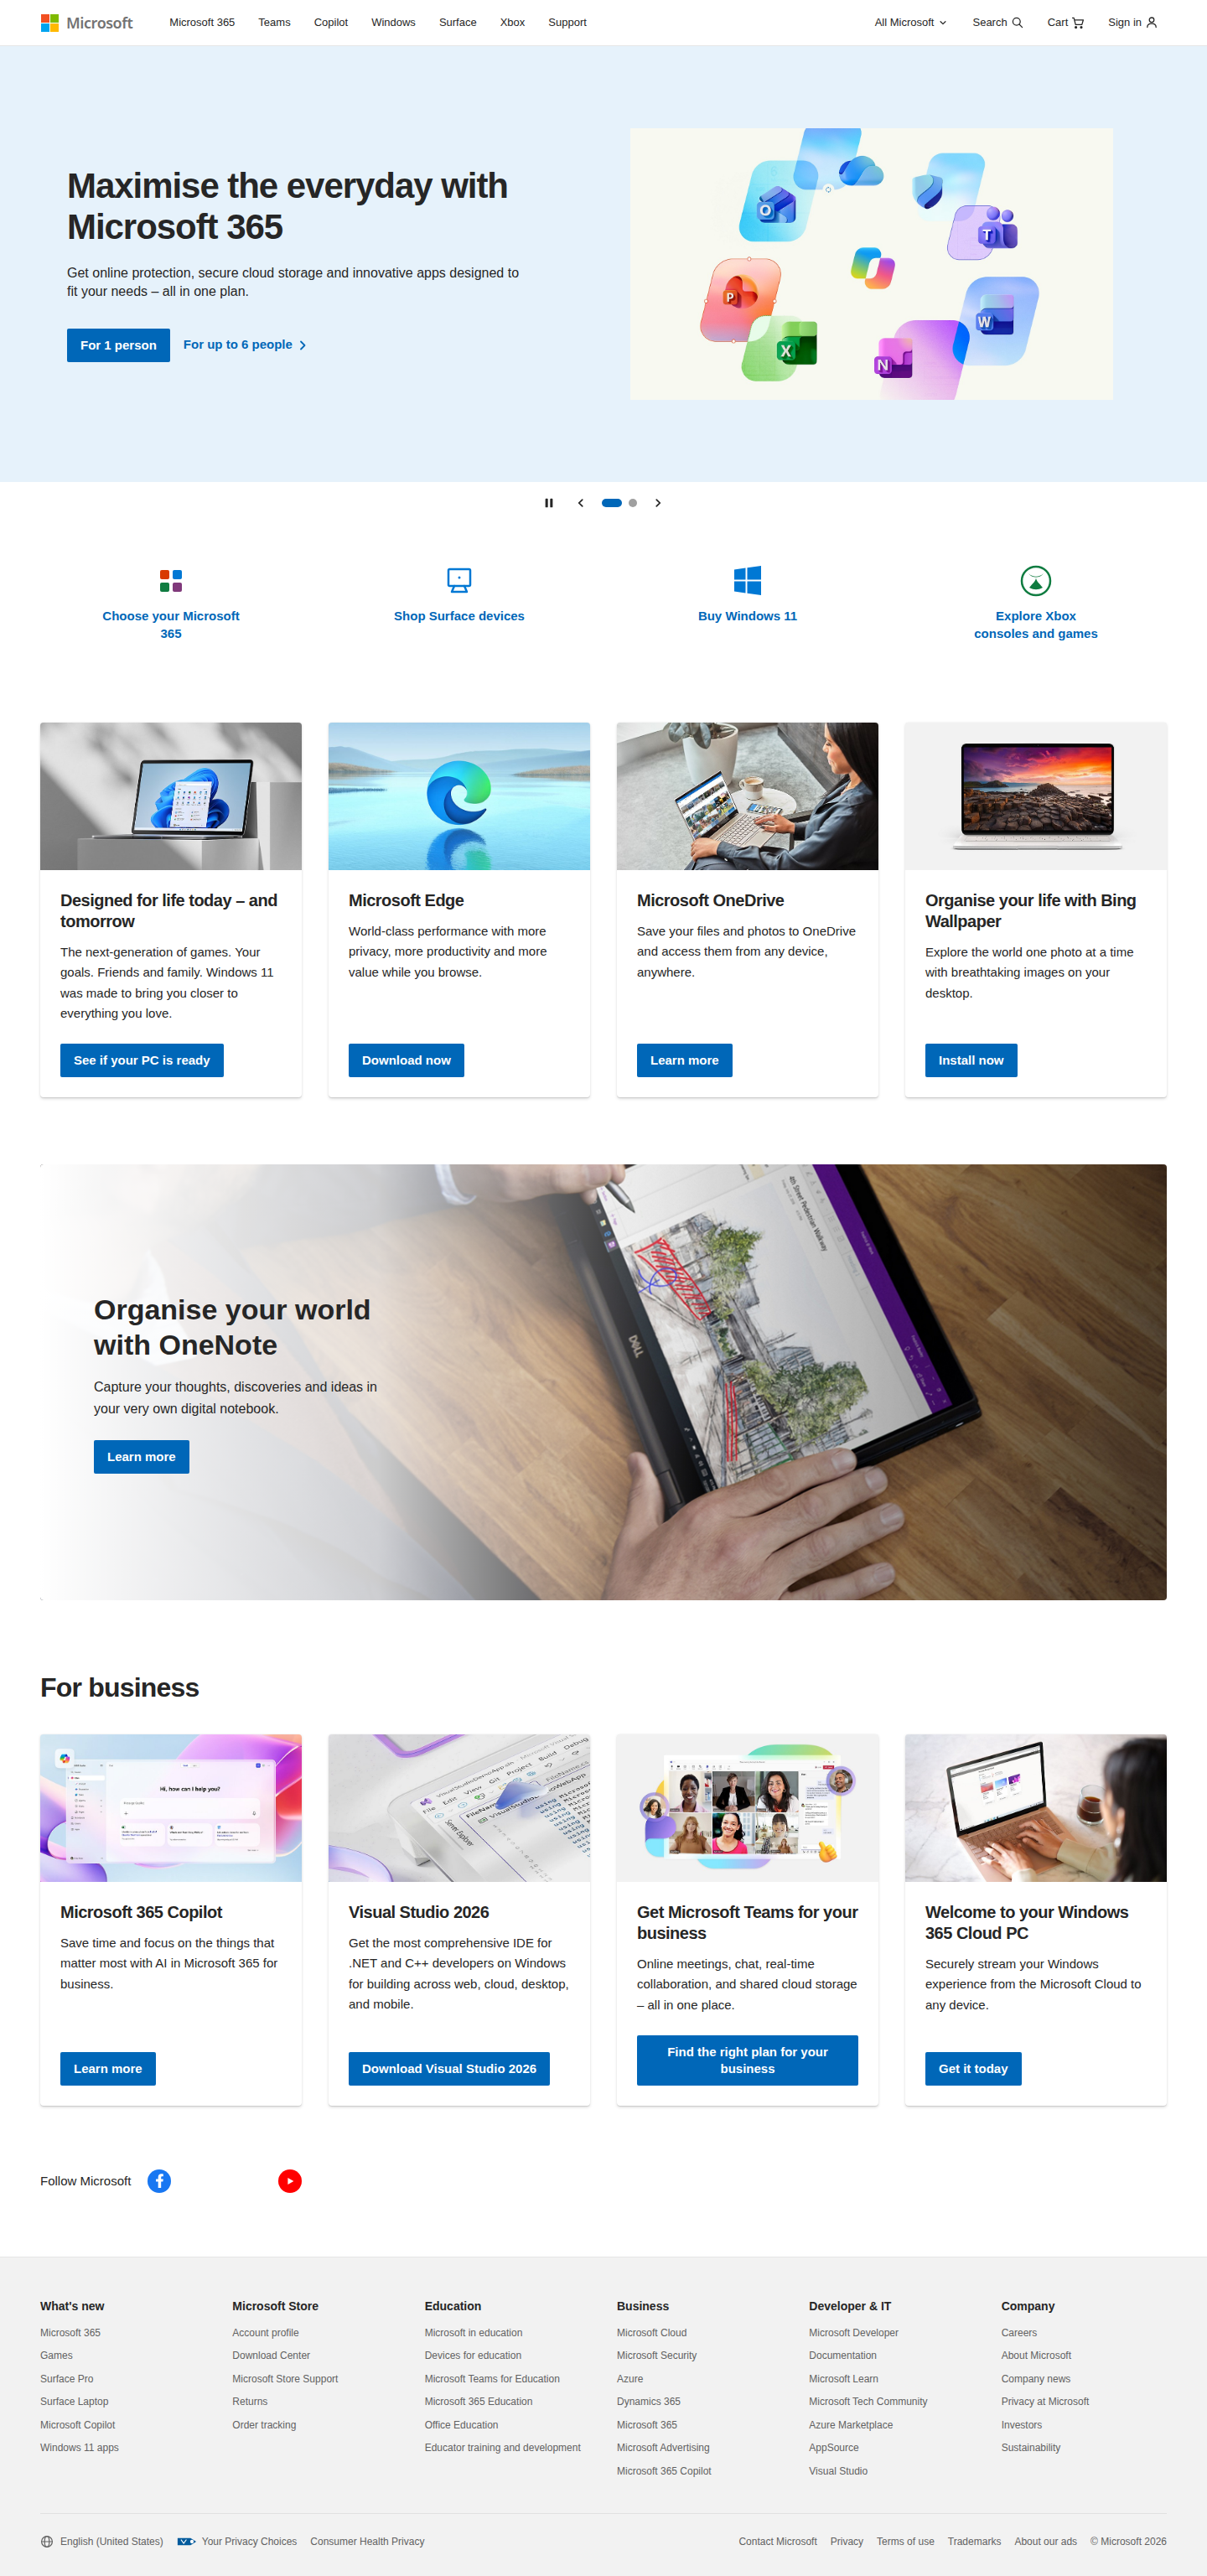 Microsoft
Microsoft 365 Teams Copilot Windows Surface Xbox Support
All Microsoft Search Cart Sign in
Maximise the everyday with
Microsoft 365
Get online protection, secure cloud storage and innovative apps designed to
fit your needs – all in one plan.
For 1 person
For up to 6 people
Choose your Microsoft
365
Shop Surface devices
Buy Windows 11
Explore Xbox
consoles and games
Designed for life today – and
tomorrow
The next-generation of games. Your
goals. Friends and family. Windows 11
was made to bring you closer to
everything you love.
See if your PC is ready
Microsoft Edge
World-class performance with more
privacy, more productivity and more
value while you browse.
Download now
Microsoft OneDrive
Save your files and photos to OneDrive
and access them from any device,
anywhere.
Learn more
Organise your life with Bing
Wallpaper
Explore the world one photo at a time
with breathtaking images on your
desktop.
Install now
Organise your world
with OneNote
Capture your thoughts, discoveries and ideas in
your very own digital notebook.
Learn more
4th Street Pedestrian Walkway
DELL
For business
Hi, how can I help you?
Microsoft 365 Copilot
Save time and focus on the things that
matter most with AI in Microsoft 365 for
business.
Learn more
File Edit View Git Project Build Debug
Server Explorer
Visual Studio 2026
Get the most comprehensive IDE for
.NET and C++ developers on Windows
for building across web, cloud, desktop,
and mobile.
Download Visual Studio 2026
Get Microsoft Teams for your
business
Online meetings, chat, real-time
collaboration, and shared cloud storage
– all in one place.
Find the right plan for your
business
Welcome to your Windows
365 Cloud PC
Securely stream your Windows
experience from the Microsoft Cloud to
any device.
Get it today
Follow Microsoft
What's new
Microsoft 365
Games
Surface Pro
Surface Laptop
Microsoft Copilot
Windows 11 apps
Microsoft Store
Account profile
Download Center
Microsoft Store Support
Returns
Order tracking
Education
Microsoft in education
Devices for education
Microsoft Teams for Education
Microsoft 365 Education
Office Education
Educator training and development
Business
Microsoft Cloud
Microsoft Security
Azure
Dynamics 365
Microsoft 365
Microsoft Advertising
Microsoft 365 Copilot
Developer & IT
Microsoft Developer
Documentation
Microsoft Learn
Microsoft Tech Community
Azure Marketplace
AppSource
Visual Studio
Company
Careers
About Microsoft
Company news
Privacy at Microsoft
Investors
Sustainability
English (United States) Your Privacy Choices Consumer Health Privacy
Contact Microsoft Privacy Terms of use Trademarks About our ads © Microsoft 2026